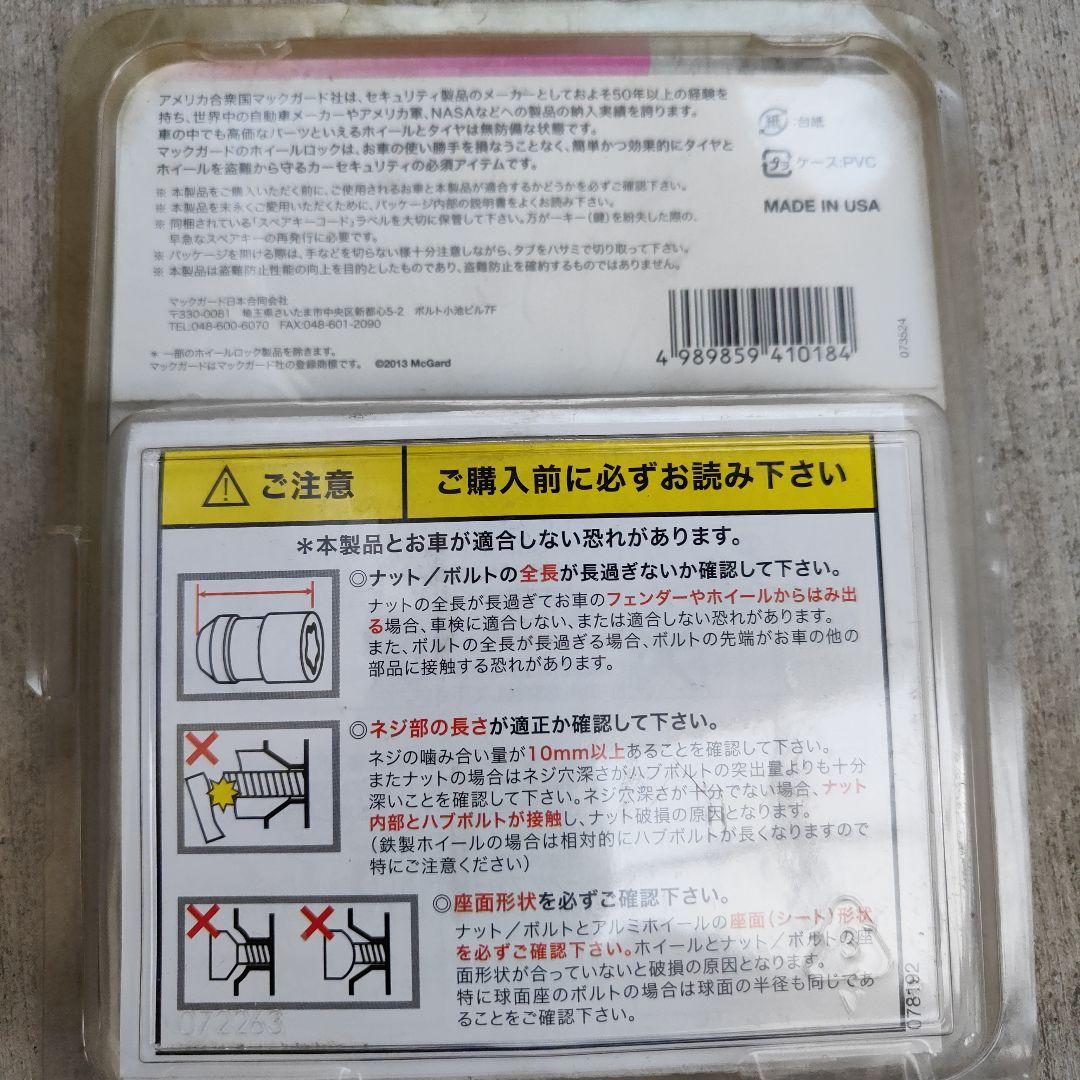 アメリカ合衆国マックガード社は、セキュリティ製品のメーカーとしておよそ50年以上の経験を
持ち、世界中の自動車メーカーやアメリカ軍、NASAなどへの製品の納入実績を誇ります。
車の中でも高価なパーツといえるホイールとタイヤは無防備な状態です。
マックガードのホイールロックは、お車の使い勝手を損なうことなく、簡単かつ効果的にタイヤと
ホイールを盗難から守るカーセキュリティの必須アイテムです。
※ 本製品をご購入いただく前に、ご使用されるお車と本製品が適合するかどうかを必ずご確認下さい。
※ 本製品を末永くご愛用いただくために、パッケージ内部の説明書をよくお読み下さい。
※ 同梱されている「スペアキーコード」ラベルを大切に保管して下さい。万が一キー(鍵)を紛失した際の、
早急なスペアキーの再発行に必要です。
※ パッケージを開ける際は、手などを切らない様十分注意しながら、タブをハサミで切り取って下さい。
※ 本製品は盗難防止性能の向上を目的としたものであり、盗難防止を確約するものではありません。
マックガード日本合同会社
〒330-0081 埼玉県さいたま市中央区新都心5-2 ポルト小池ビル7F
TEL:048-600-6070 FAX:048-601-2090
* 一部のホイールロック製品を除きます。
マックガードはマックガード社の登録商標です。 ©2013 McGard
紙 :台紙
プラ ケース:PVC
MADE IN USA
4 989859 410184
073524
ご注意
ご購入前に必ずお読み下さい
＊本製品とお車が適合しない恐れがあります。
◎ナット／ボルトの全長が長過ぎないか確認して下さい。
ナットの全長が長過ぎてお車のフェンダーやホイールからはみ出
る場合、車検に適合しない、または適合しない恐れがあります。
また、ボルトの全長が長過ぎる場合、ボルトの先端がお車の他の
部品に接触する恐れがあります。
◎ネジ部の長さが適正か確認して下さい。
ネジの噛み合い量が10mm以上あることを確認して下さい。
またナットの場合はネジ穴深さがハブボルトの突出量よりも十分
深いことを確認して下さい。ネジ穴深さが十分でない場合、ナット
内部とハブボルトが接触し、ナット破損の原因となります。
(鉄製ホイールの場合は相対的にハブボルトが長くなりますので
特にご注意ください)
◎座面形状を必ずご確認下さい。
ナット／ボルトとアルミホイールの座面(シート)形状
を必ずご確認下さい。ホイールとナット／ボルトの座
面形状が合っていないと破損の原因となります。
特に球面座のボルトの場合は球面の半径も同じであ
ることをご確認下さい。
078192
072263
3